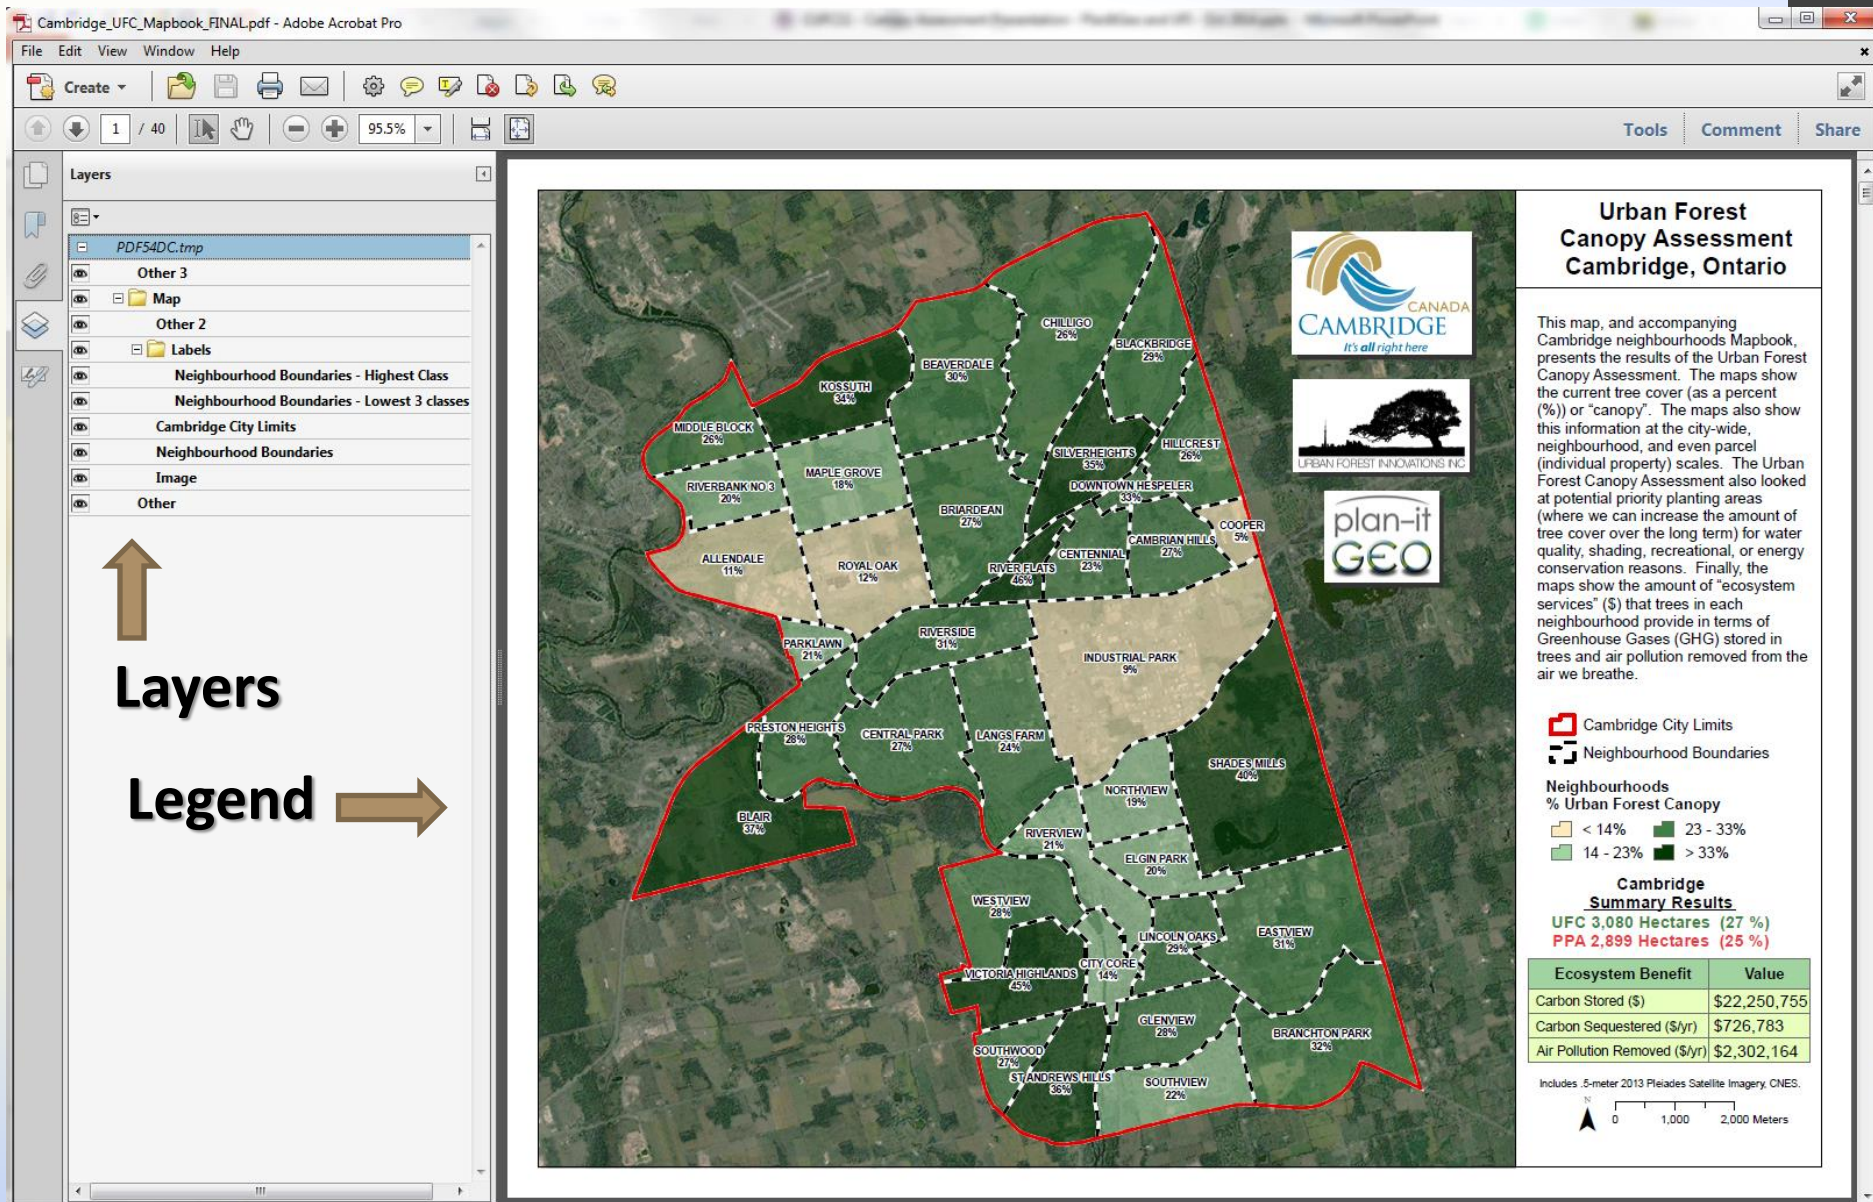 Cambridge_UFC_Mapbook_FINAL.pdf - Adobe Acrobat Pro
File Edit View Window Help
Create
1 / 40
95.5%
Tools Comment Share
Layers
PDF54DC.tmp
Other 3
Map
Other 2
Labels
Neighbourhood Boundaries - Highest Class
Neighbourhood Boundaries - Lowest 3 classes
Cambridge City Limits
Neighbourhood Boundaries
Image
Other
Layers
Legend
CHILLIGO
26%
BLACKBRIDGE
29%
BEAVERDALE
30%
KOSSUTH
34%
MIDDLE BLOCK
26%
HILLCREST
26%
SILVERHEIGHTS
35%
MAPLE GROVE
18%
RIVERBANK NO 3
20%
DOWNTOWN HESPELER
33%
BRIARDEAN
27%
COOPER
5%
CAMBRIAN HILLS
27%
CENTENNIAL
23%
ALLENDALE
11%
ROYAL OAK
12%
RIVER FLATS
46%
RIVERSIDE
31%
PARKLAWN
21%
INDUSTRIAL PARK
9%
PRESTON HEIGHTS
28%
CENTRAL PARK
27%
LANGS FARM
24%
SHADES MILLS
40%
NORTHVIEW
19%
BLAIR
37%
RIVERVIEW
21%
ELGIN PARK
20%
WESTVIEW
28%
LINCOLN OAKS
29%
EASTVIEW
31%
CITY CORE
14%
VICTORIA HIGHLANDS
45%
GLENVIEW
28%
BRANCHTON PARK
32%
SOUTHWOOD
27%
ST ANDREWS HILLS
36%
SOUTHVIEW
22%
CANADA
CAMBRIDGE
It's all right here
URBAN FOREST INNOVATIONS INC
plan-it
GEO
Urban Forest
Canopy Assessment
Cambridge, Ontario
This map, and accompanying
Cambridge neighbourhoods Mapbook,
presents the results of the Urban Forest
Canopy Assessment. The maps show
the current tree cover (as a percent
(%)) or “canopy”. The maps also show
this information at the city-wide,
neighbourhood, and even parcel
(individual property) scales. The Urban
Forest Canopy Assessment also looked
at potential priority planting areas
(where we can increase the amount of
tree cover over the long term) for water
quality, shading, recreational, or energy
conservation reasons. Finally, the
maps show the amount of “ecosystem
services” ($) that trees in each
neighbourhood provide in terms of
Greenhouse Gases (GHG) stored in
trees and air pollution removed from the
air we breathe.
Cambridge City Limits
Neighbourhood Boundaries
Neighbourhoods
% Urban Forest Canopy
< 14% 23 - 33%
14 - 23% > 33%
Cambridge
Summary Results
UFC 3,080 Hectares (27 %)
PPA 2,899 Hectares (25 %)
Ecosystem Benefit Value
Carbon Stored ($) $22,250,755
Carbon Sequestered ($/yr) $726,783
Air Pollution Removed ($/yr) $2,302,164
Includes .5-meter 2013 Pleiades Satellite Imagery, CNES.
N
0 1,000 2,000 Meters